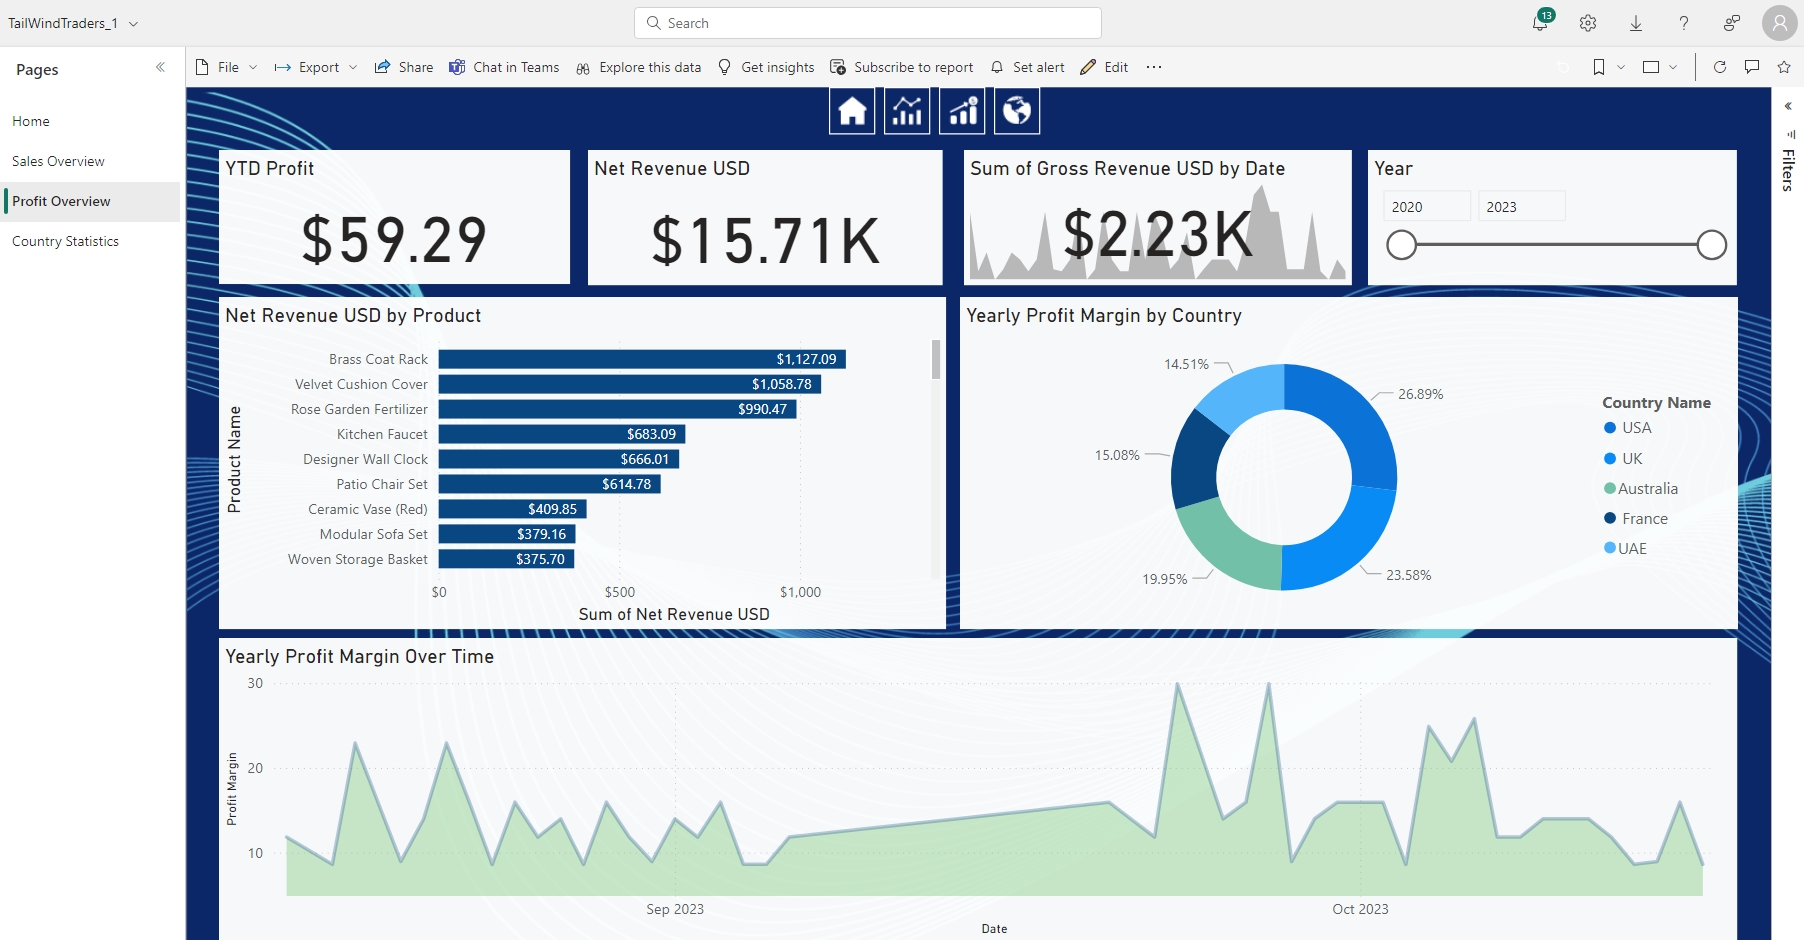 TailWindTraders_1
Search
13
Pages
File
Export
Share
Chat in Teams
Explore this data
Get insights
Subscribe to report
Set alert
Edit
Home
Sales Overview
Profit Overview
Country Statistics
Filters
YTD Profit
$59.29
Net Revenue USD
$15.71K
Sum of Gross Revenue USD by Date
$2.23K
Year
2020
2023
Net Revenue USD by Product
Product Name
Brass Coat Rack $1,127.09
Velvet Cushion Cover $1,058.78
Rose Garden Fertilizer $990.47
Kitchen Faucet $683.09
Designer Wall Clock $666.01
Patio Chair Set $614.78
Ceramic Vase (Red) $409.85
Modular Sofa Set $379.16
Woven Storage Basket $375.70
$0 $500 $1,000
Sum of Net Revenue USD
Yearly Profit Margin by Country
14.51%
26.89%
15.08%
19.95%
23.58%
Country Name
USA
UK
Australia
France
UAE
Yearly Profit Margin Over Time
Profit Margin
30
20
10
Sep 2023 Oct 2023
Date